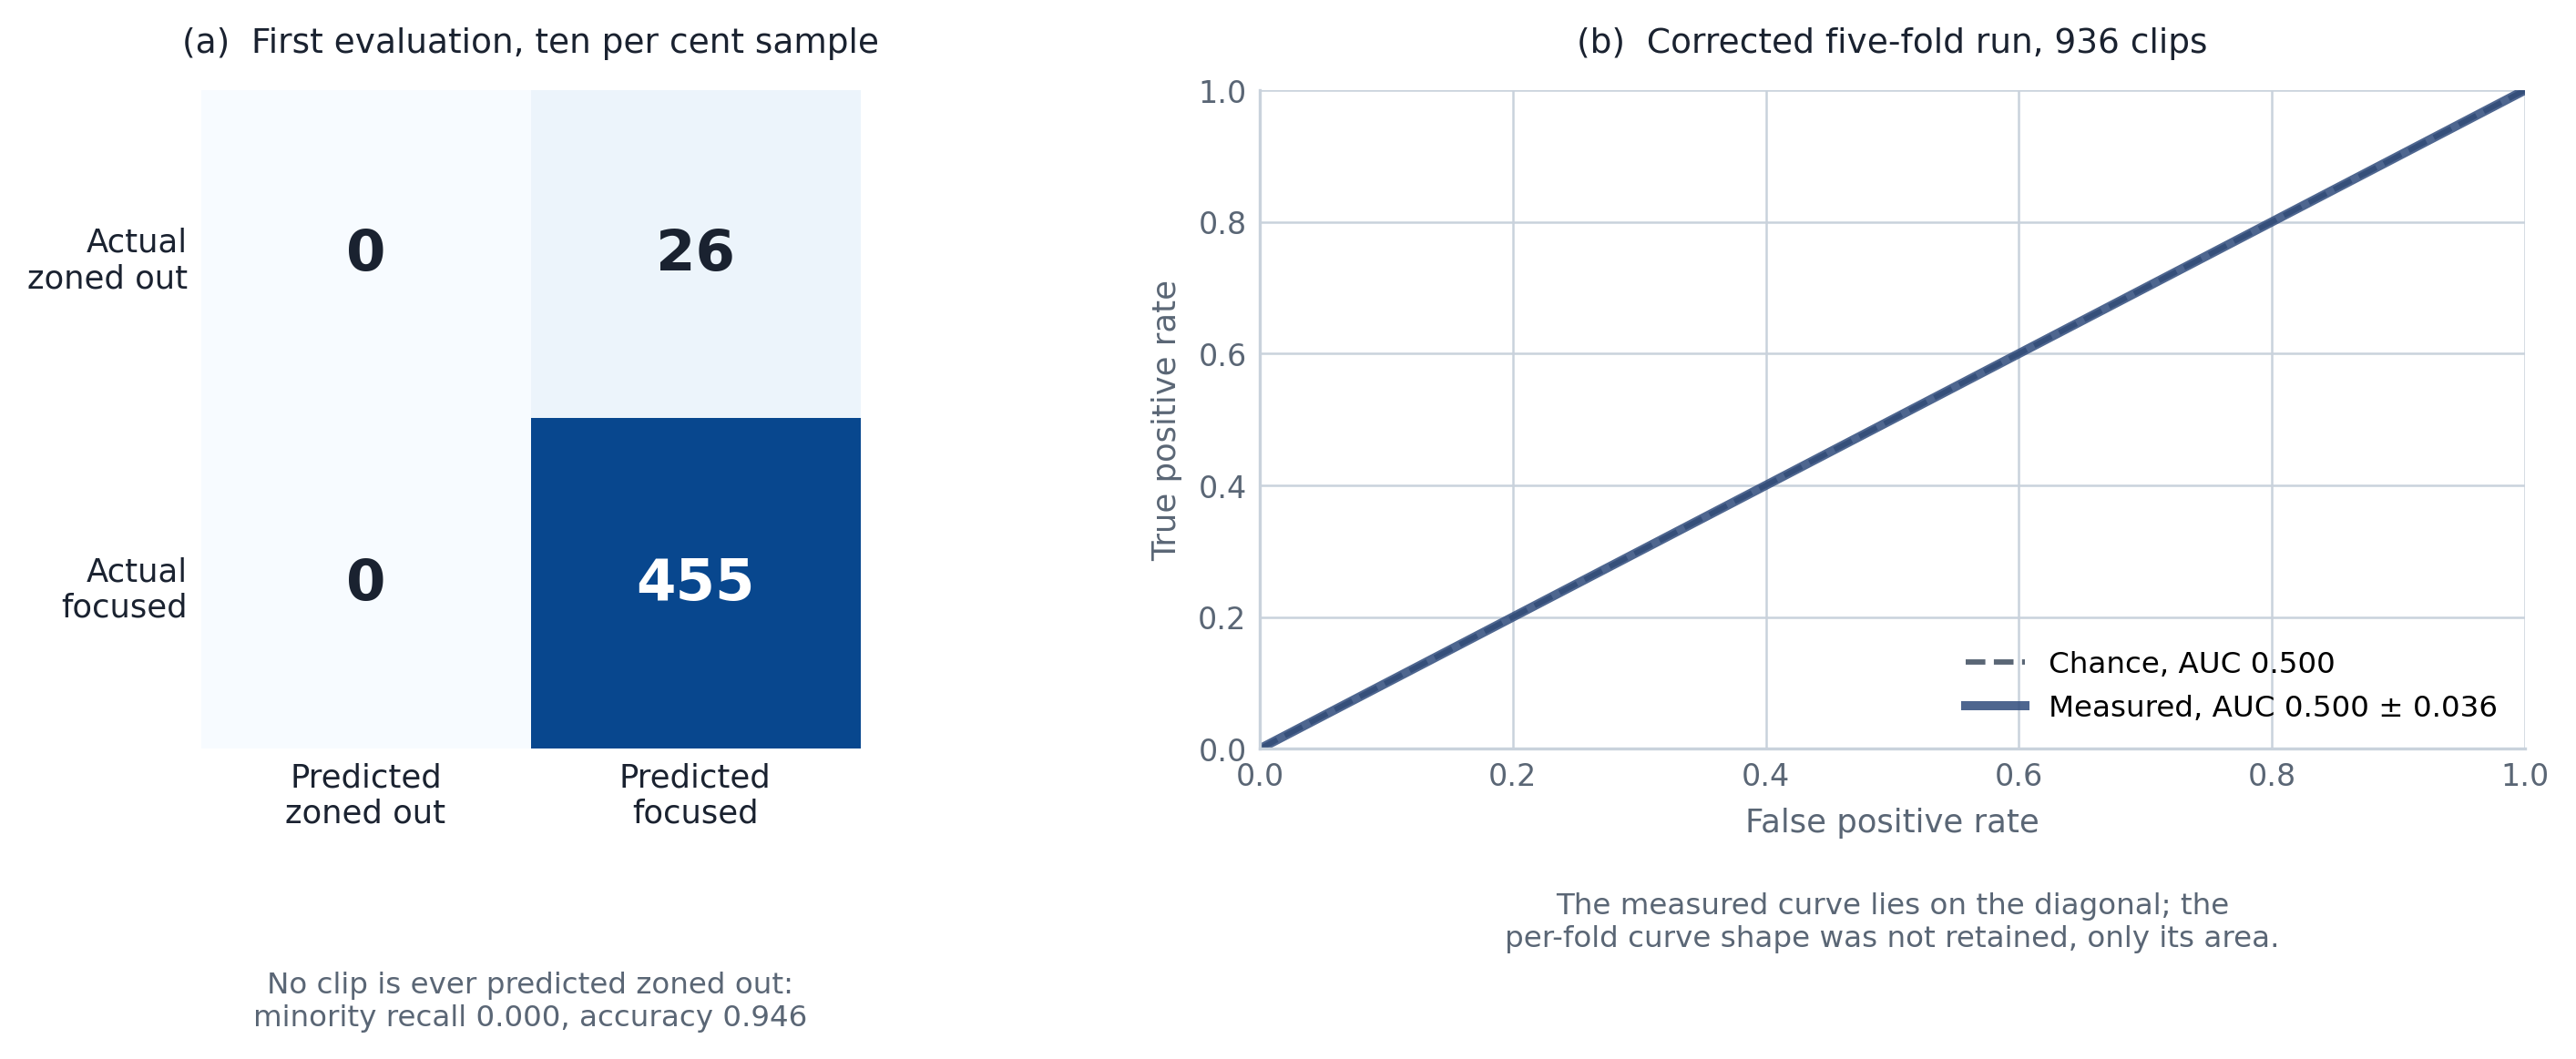 (a)  First evaluation, ten per cent sample
Actual
zoned out
0
26
Actual
focused
0
455
Predicted
zoned out
Predicted
focused
No clip is ever predicted zoned out:
minority recall 0.000, accuracy 0.946
(b)  Corrected five-fold run, 936 clips
True positive rate
1.0
0.8
0.6
0.4
0.2
0.0
0.0
0.2
0.4
0.6
0.8
1.0
False positive rate
Chance, AUC 0.500
Measured, AUC 0.500 ± 0.036
The measured curve lies on the diagonal; the
per-fold curve shape was not retained, only its area.